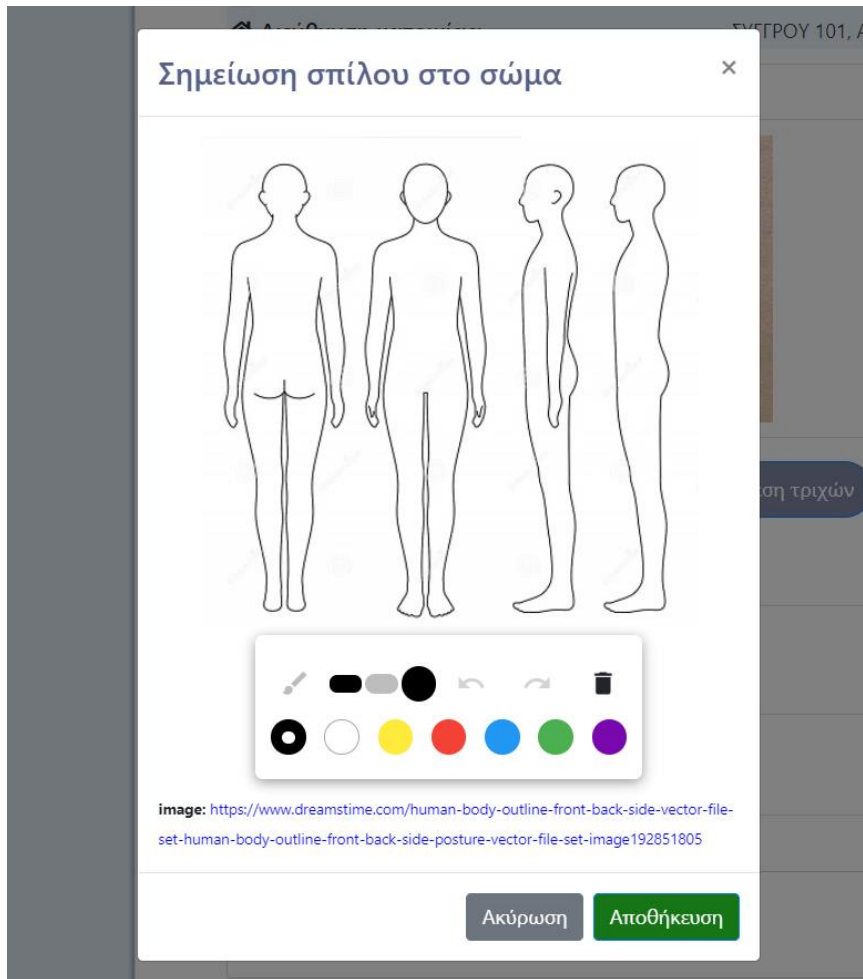 ΣΥΓΓΡΟΥ 101, Α
Σημείωση σπίλου στο σώμα
×
ση τριχών
image: https://www.dreamstime.com/human-body-outline-front-back-side-vector-file-
set-human-body-outline-front-back-side-posture-vector-file-set-image192851805
Ακύρωση
Αποθήκευση